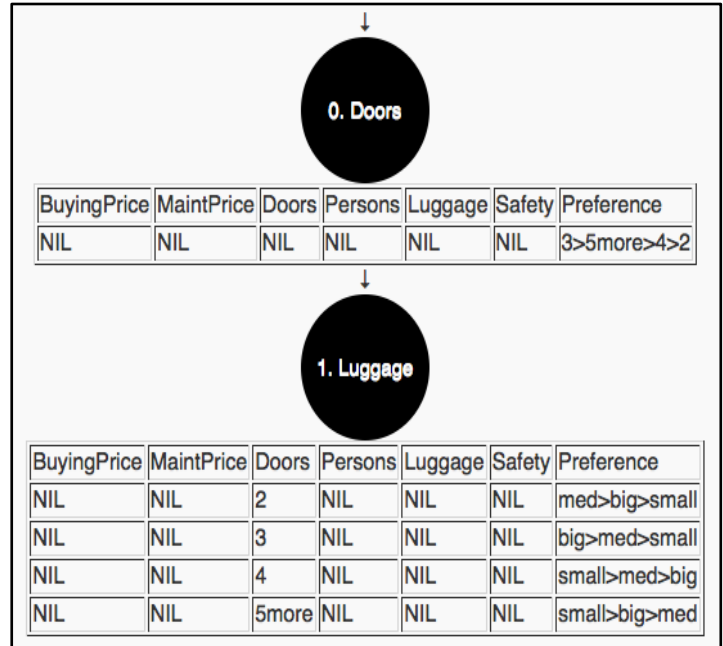 ↓
0. Doors
BuyingPrice MaintPrice Doors Persons Luggage Safety Preference
NIL NIL NIL NIL NIL NIL 3>5more>4>2
↓
1. Luggage
BuyingPrice MaintPrice Doors Persons Luggage Safety Preference
NIL NIL 2 NIL NIL NIL med>big>small
NIL NIL 3 NIL NIL NIL big>med>small
NIL NIL 4 NIL NIL NIL small>med>big
NIL NIL 5more NIL NIL NIL small>big>med